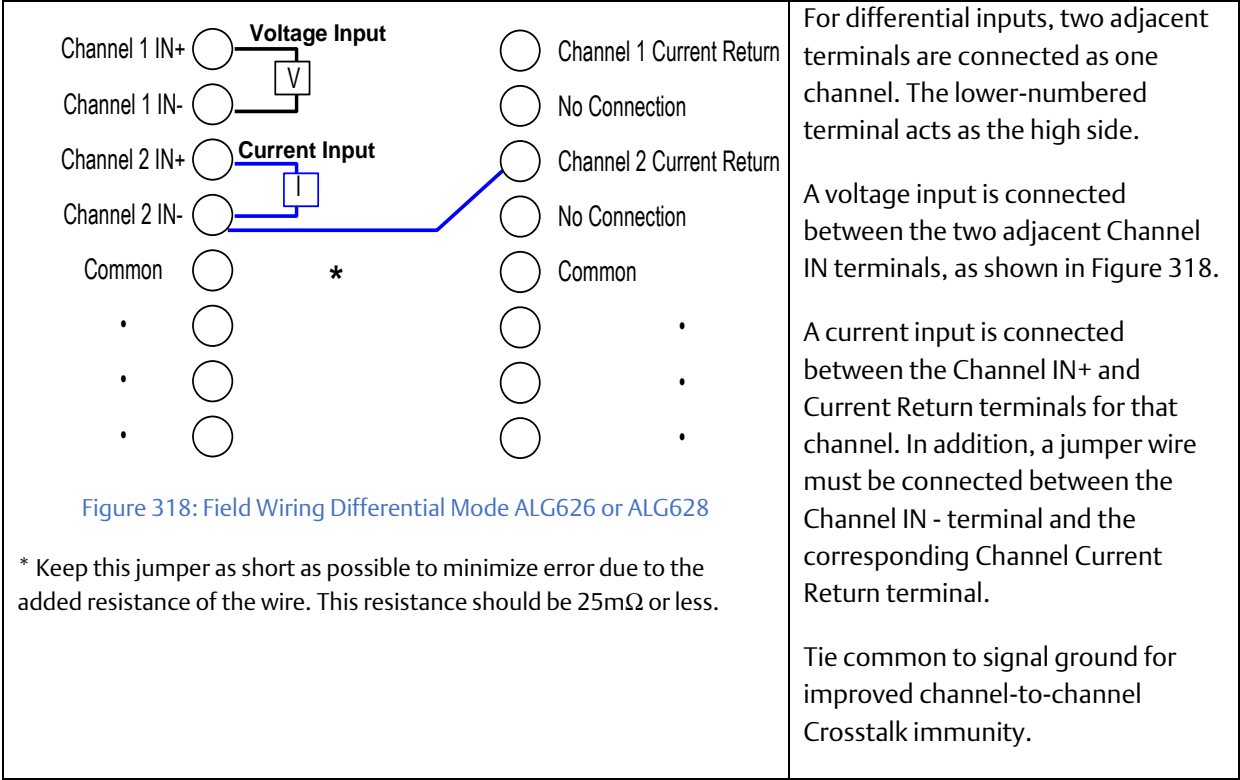 Channel 1 IN+
Voltage Input
V
Channel 1 IN-
Channel 2 IN+
Current Input
I
Channel 2 IN-
Common
*
•
•
•
Channel 1 Current Return
No Connection
Channel 2 Current Return
No Connection
Common
•
•
•
Figure 318: Field Wiring Differential Mode ALG626 or ALG628
* Keep this jumper as short as possible to minimize error due to the
added resistance of the wire. This resistance should be 25mΩ or less.
For differential inputs, two adjacent
terminals are connected as one
channel. The lower-numbered
terminal acts as the high side.
A voltage input is connected
between the two adjacent Channel
IN terminals, as shown in Figure 318.
A current input is connected
between the Channel IN+ and
Current Return terminals for that
channel. In addition, a jumper wire
must be connected between the
Channel IN - terminal and the
corresponding Channel Current
Return terminal.
Tie common to signal ground for
improved channel-to-channel
Crosstalk immunity.